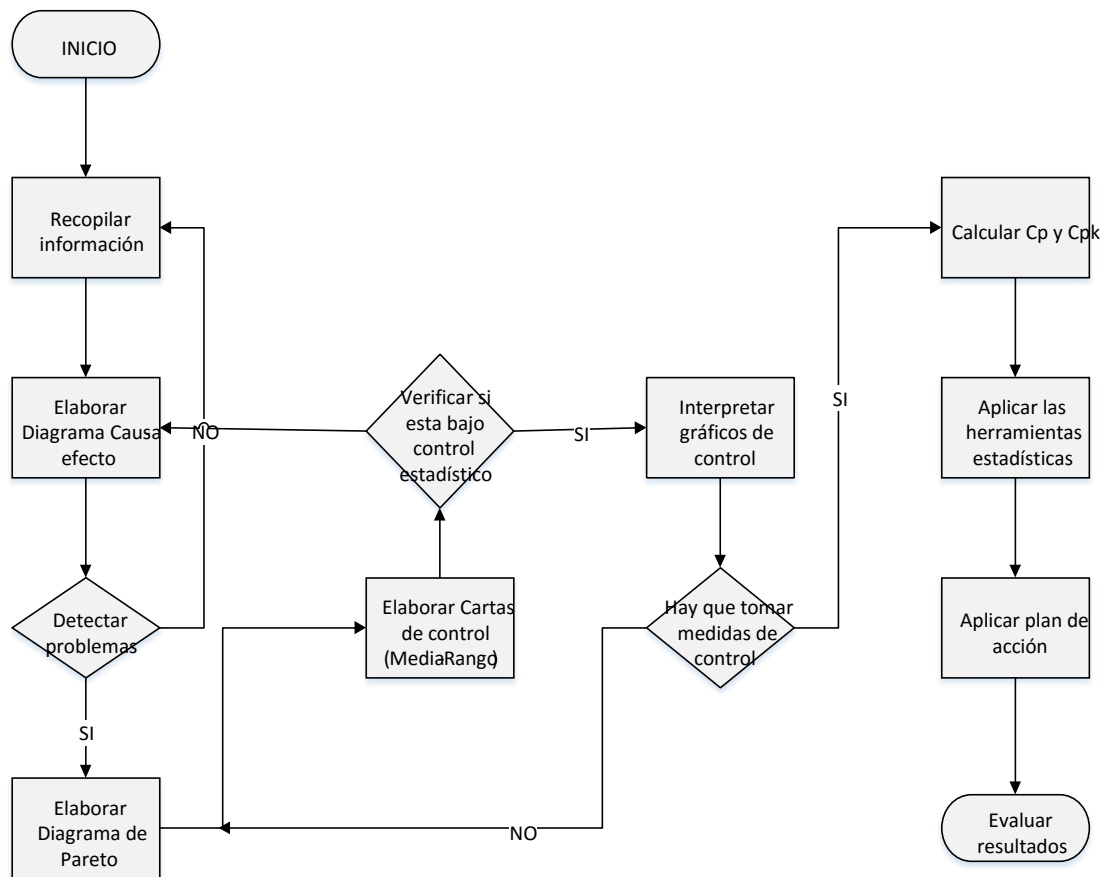 INICIO
Recopilar
información
Calcular Cp y Cpk
Elaborar
Diagrama Causa
efecto
NO
Verificar si
esta bajo
control
estadístico
SI
Interpretar
gráficos de
control
SI
Aplicar las
herramientas
estadísticas
Detectar
problemas
Elaborar Cartas
de control
(Media-Rango)
Hay que tomar
medidas de
control
Aplicar plan de
acción
SI
Elaborar
Diagrama de
Pareto
NO
Evaluar
resultados